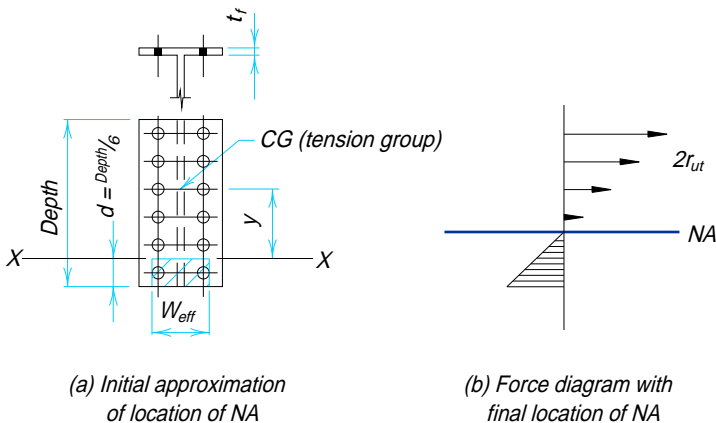 t_f
CG (tension group)
Depth
d = Depth/6
y
X
X
W_eff
2r_ut
NA
(a) Initial approximation
of location of NA
(b) Force diagram with
final location of NA